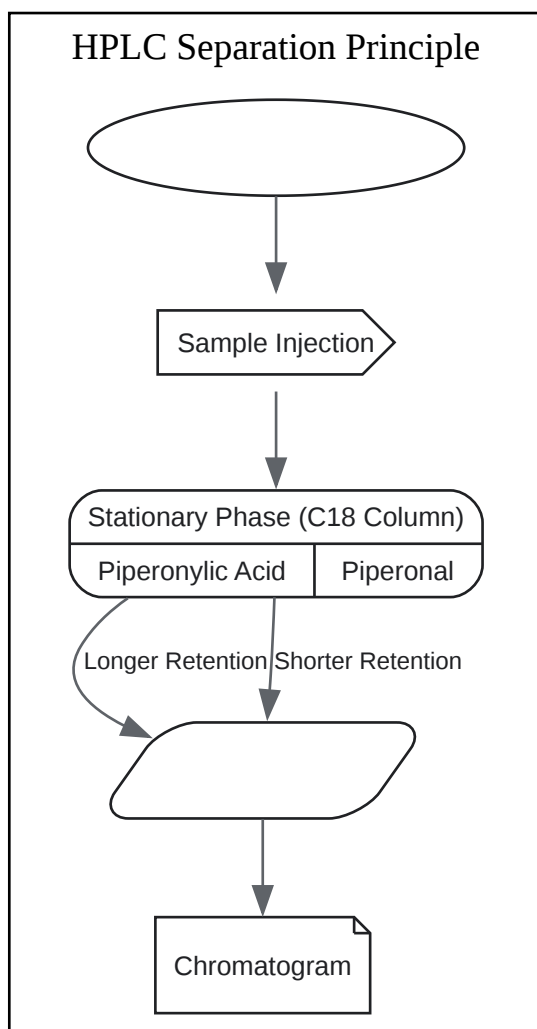 HPLC Separation Principle
Sample Injection
Stationary Phase (C18 Column)
Piperonylic Acid
Piperonal
Longer Retention
Shorter Retention
Chromatogram